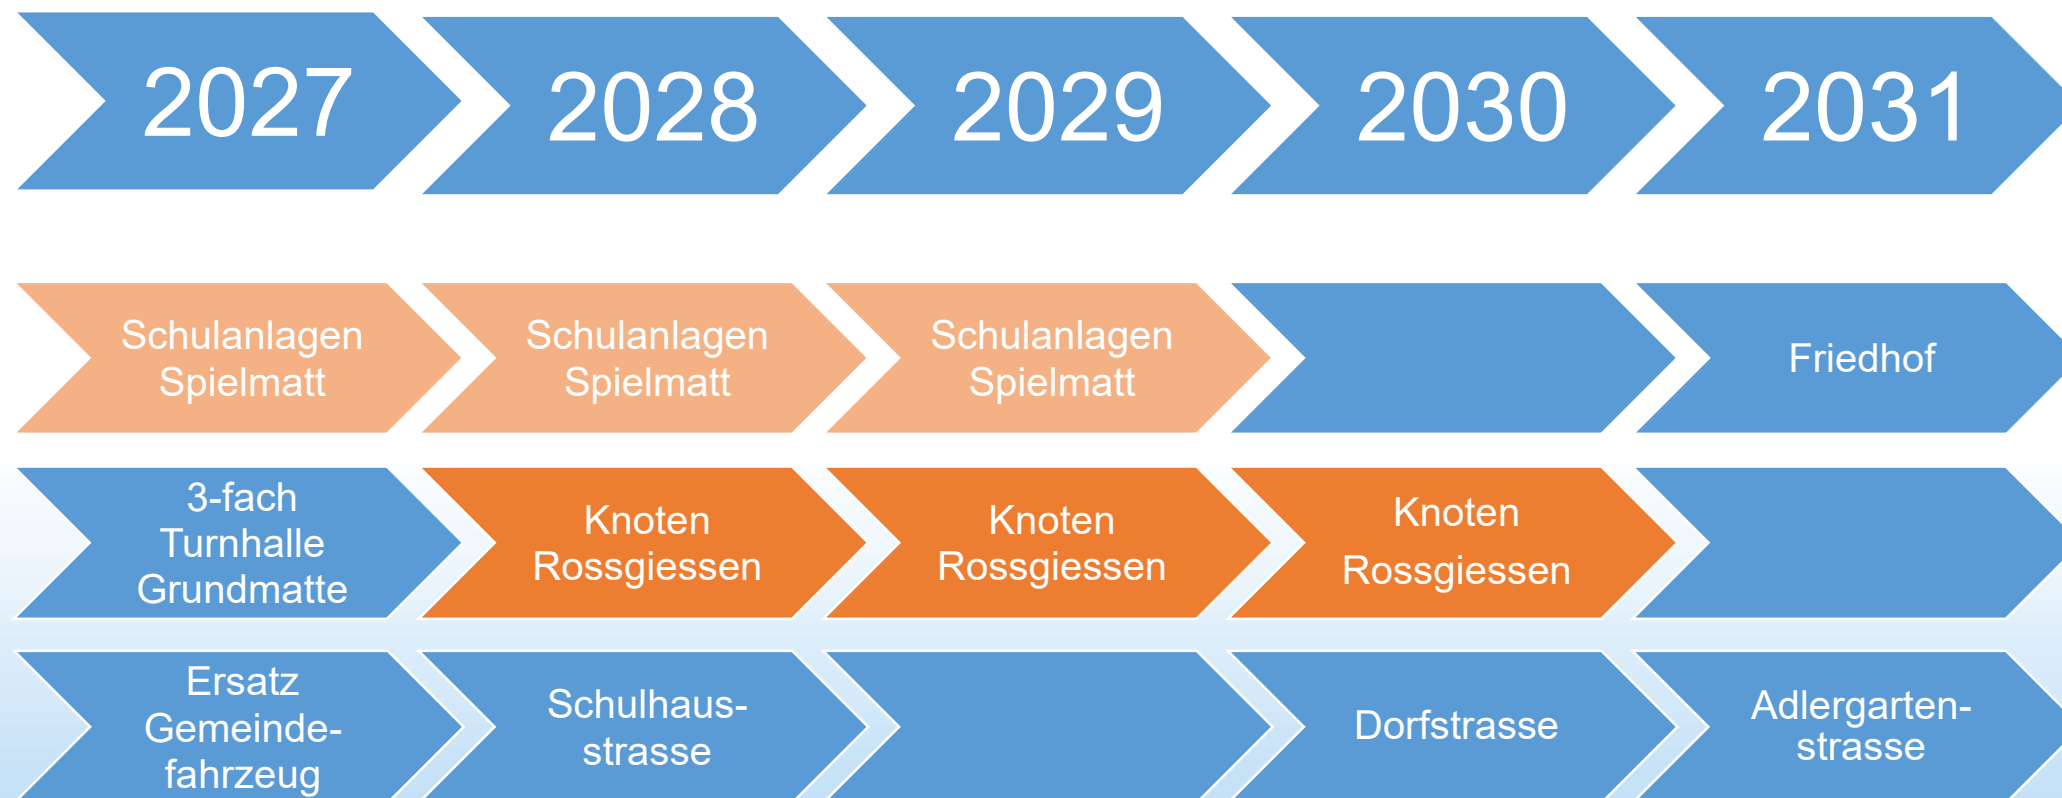 2027
2028
2029
2030
2031
Schulanlagen
Spielmatt
Schulanlagen
Spielmatt
Schulanlagen
Spielmatt
Friedhof
3-fach
Turnhalle
Grundmatte
Knoten
Rossgiessen
Knoten
Rossgiessen
Knoten
Rossgiessen
Ersatz
Gemeinde-
fahrzeug
Schulhaus-
strasse
Dorfstrasse
Adlergarten-
strasse